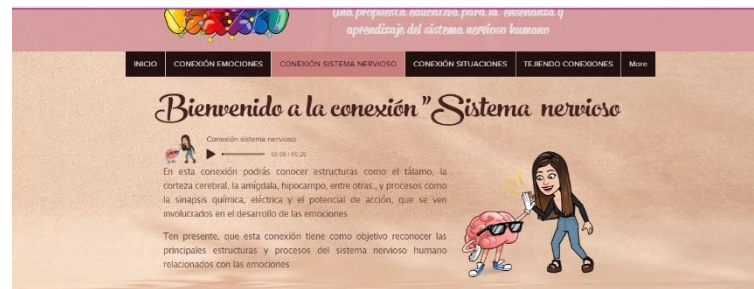 Una propuesta educativa para la enseñanza y
aprendizaje del sistema nervioso humano
INICIO CONEXIÓN EMOCIONES CONEXIÓN SISTEMA NERVIOSO CONEXIÓN SITUACIONES TEJIENDO CONEXIONES More
Bienvenido a la conexión "Sistema nervioso
Conexión sistema nervioso
00:00 / 00:20
En esta conexión podrás conocer estructuras como el tálamo, la
corteza cerebral, la amígdala, hipocampo, entre otras., y procesos como
la sinapsis química, eléctrica y el potencial de acción, que se ven
involucrados en el desarrollo de las emociones
Ten presente, que esta conexión tiene como objetivo reconocer las
principales estructuras y procesos del sistema nervioso humano
relacionados con las emociones